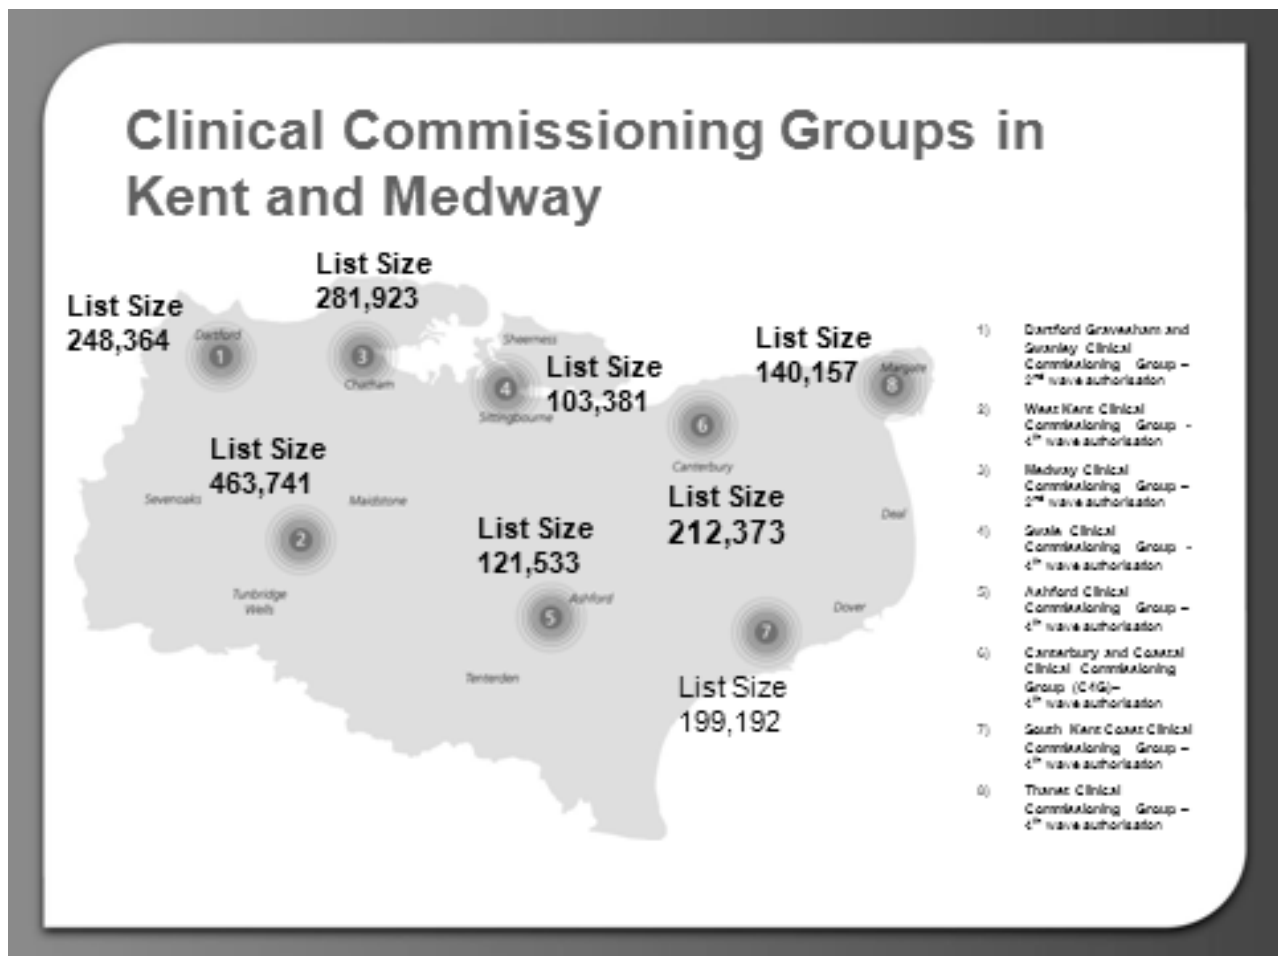 Clinical Commissioning Groups in
Kent and Medway
List Size
281,923
List Size
248,364
Dartford
1
3
Chatham
Sheerness
4
Sittingbourne
List Size
103,381
List Size
140,157
Margate
8
6
Canterbury
List Size
212,373
List Size
463,741
Sevenoaks
Maidstone
2
Tunbridge
Wells
List Size
121,533
Ashford
5
Tenterden
Deal
Dover
7
List Size
199,192
1) Dartford Gravesham and
Swanley Clinical
Commissioning Group –
2nd wave authorisation
2) West Kent Clinical
Commissioning Group -
4th wave authorisation
3) Medway Clinical
Commissioning Group –
2nd wave authorisation
4) Swale Clinical
Commissioning Group -
4th wave authorisation
5) Ashford Clinical
Commissioning Group –
4th wave authorisation
6) Canterbury and Coastal
Clinical Commissioning
Group (C4G)–
4th wave authorisation
7) South Kent Coast Clinical
Commissioning Group –
4th wave authorisation
8) Thanet Clinical
Commissioning Group –
4th wave authorisation